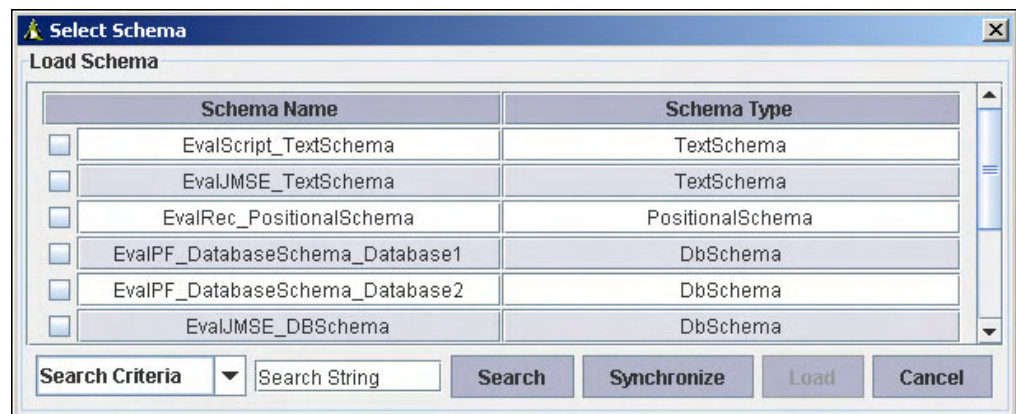 Select Schema
Load Schema
Schema Name Schema Type
EvalScript_TextSchema TextSchema
EvalJMSE_TextSchema TextSchema
EvalRec_PositionalSchema PositionalSchema
EvalPF_DatabaseSchema_Database1 DbSchema
EvalPF_DatabaseSchema_Database2 DbSchema
EvalJMSE_DBSchema DbSchema
Search Criteria Search String Search Synchronize Load Cancel